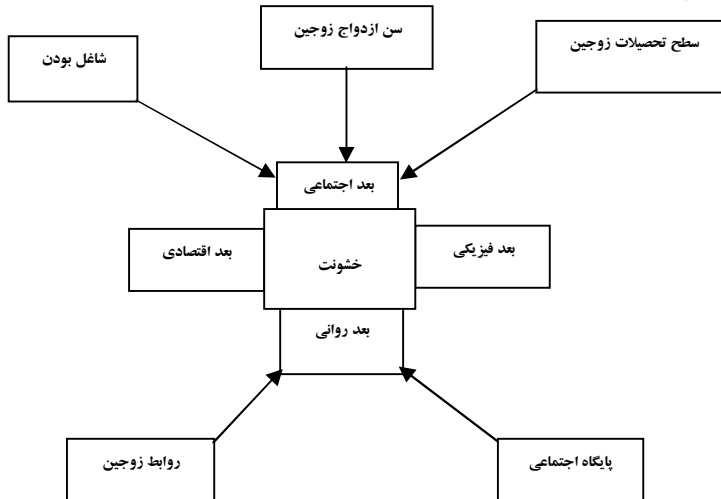 سن ازدواج زوجین
سطح تحصیلات زوجین
شاغل بودن
بعد اجتماعی
بعد فیزیکی
خشونت
بعد اقتصادی
بعد روانی
پایگاه اجتماعی
روابط زوجین